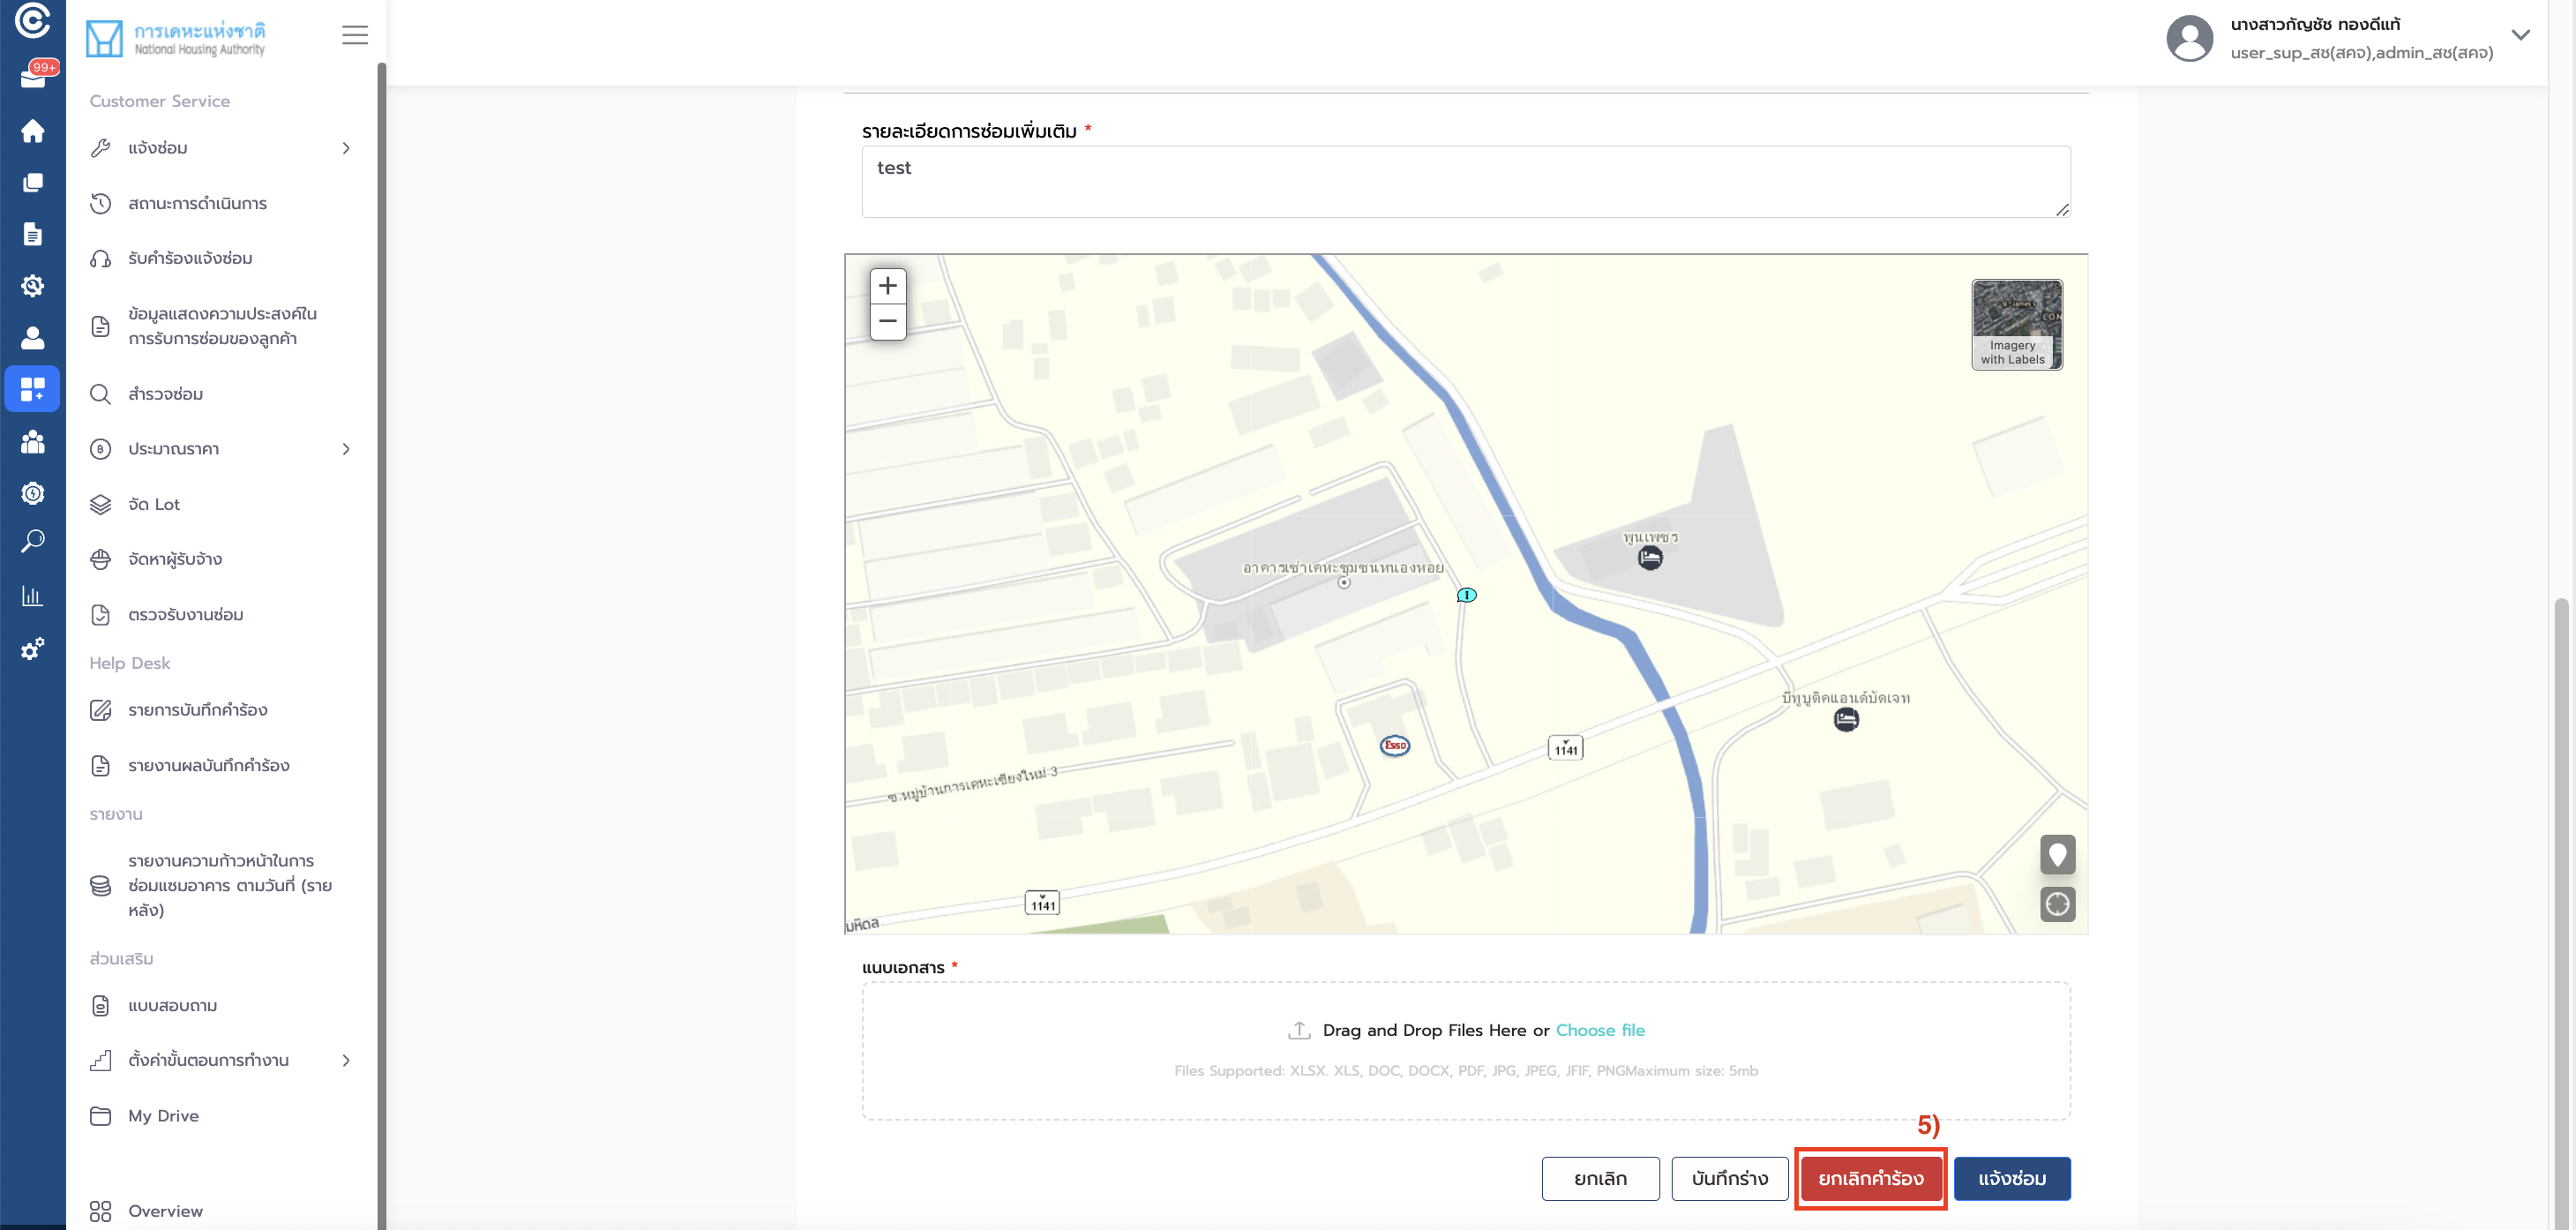 99+
การเคหะแห่งชาติ
National Housing Authority
นางสาวกัญชัช ทองดีแท้
user_sup_สช(สคจ),admin_สช(สคจ)
Customer Service
แจ้งซ่อม
สถานะการดำเนินการ
รับคำร้องแจ้งซ่อม
ข้อมูลแสดงความประสงค์ใน
การรับการซ่อมของลูกค้า
สำรวจซ่อม
ประมาณราคา
จัด Lot
จัดหาผู้รับจ้าง
ตรวจรับงานซ่อม
Help Desk
รายการบันทึกคำร้อง
รายงานผลบันทึกคำร้อง
รายงาน
รายงานความก้าวหน้าในการ
ซ่อมแซมอาคาร ตามวันที่ (ราย
หลัง)
ส่วนเสริม
แบบสอบถาม
ตั้งค่าขั้นตอนการทำงาน
My Drive
Overview
รายละเอียดการซ่อมเพิ่มเติม *
test
+
−
Imagery
with Labels
พูนเพชร
อาคารเช่าเคหะชุมชนหนองหอย
บีทูบูติคแอนด์บัดเจท
Esso
1141
ซ.หมู่บ้านการเคหะเชียงใหม่ 3
1141
มหิดล
แนบเอกสาร *
Drag and Drop Files Here or Choose file
Files Supported: XLSX. XLS, DOC, DOCX, PDF, JPG, JPEG, JFIF, PNGMaximum size: 5mb
5)
ยกเลิก
บันทึกร่าง
ยกเลิกคำร้อง
แจ้งซ่อม